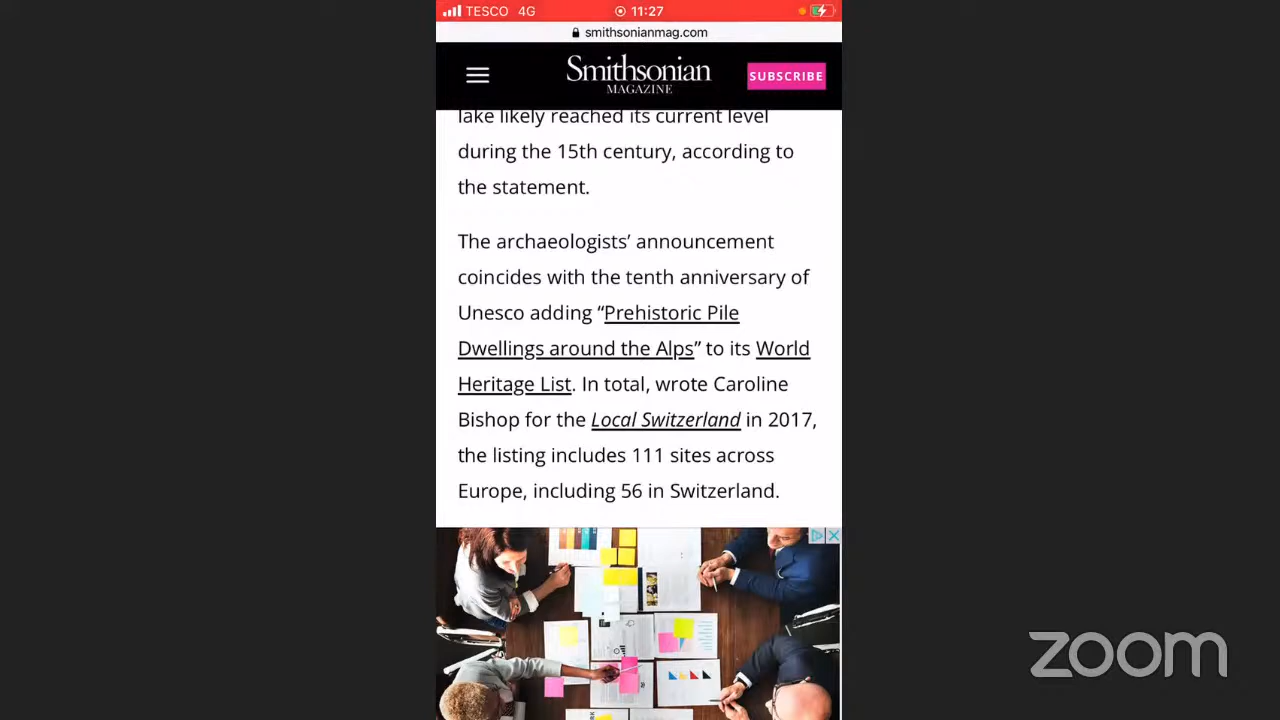 TESCO 4G 11:27
smithsonianmag.com
Smithsonian
MAGAZINE
SUBSCRIBE
lake likely reached its current level
during the 15th century, according to
the statement.
The archaeologists’ announcement
coincides with the tenth anniversary of
Unesco adding “Prehistoric Pile
Dwellings around the Alps” to its World
Heritage List. In total, wrote Caroline
Bishop for the Local Switzerland in 2017,
the listing includes 111 sites across
Europe, including 56 in Switzerland.
zoom